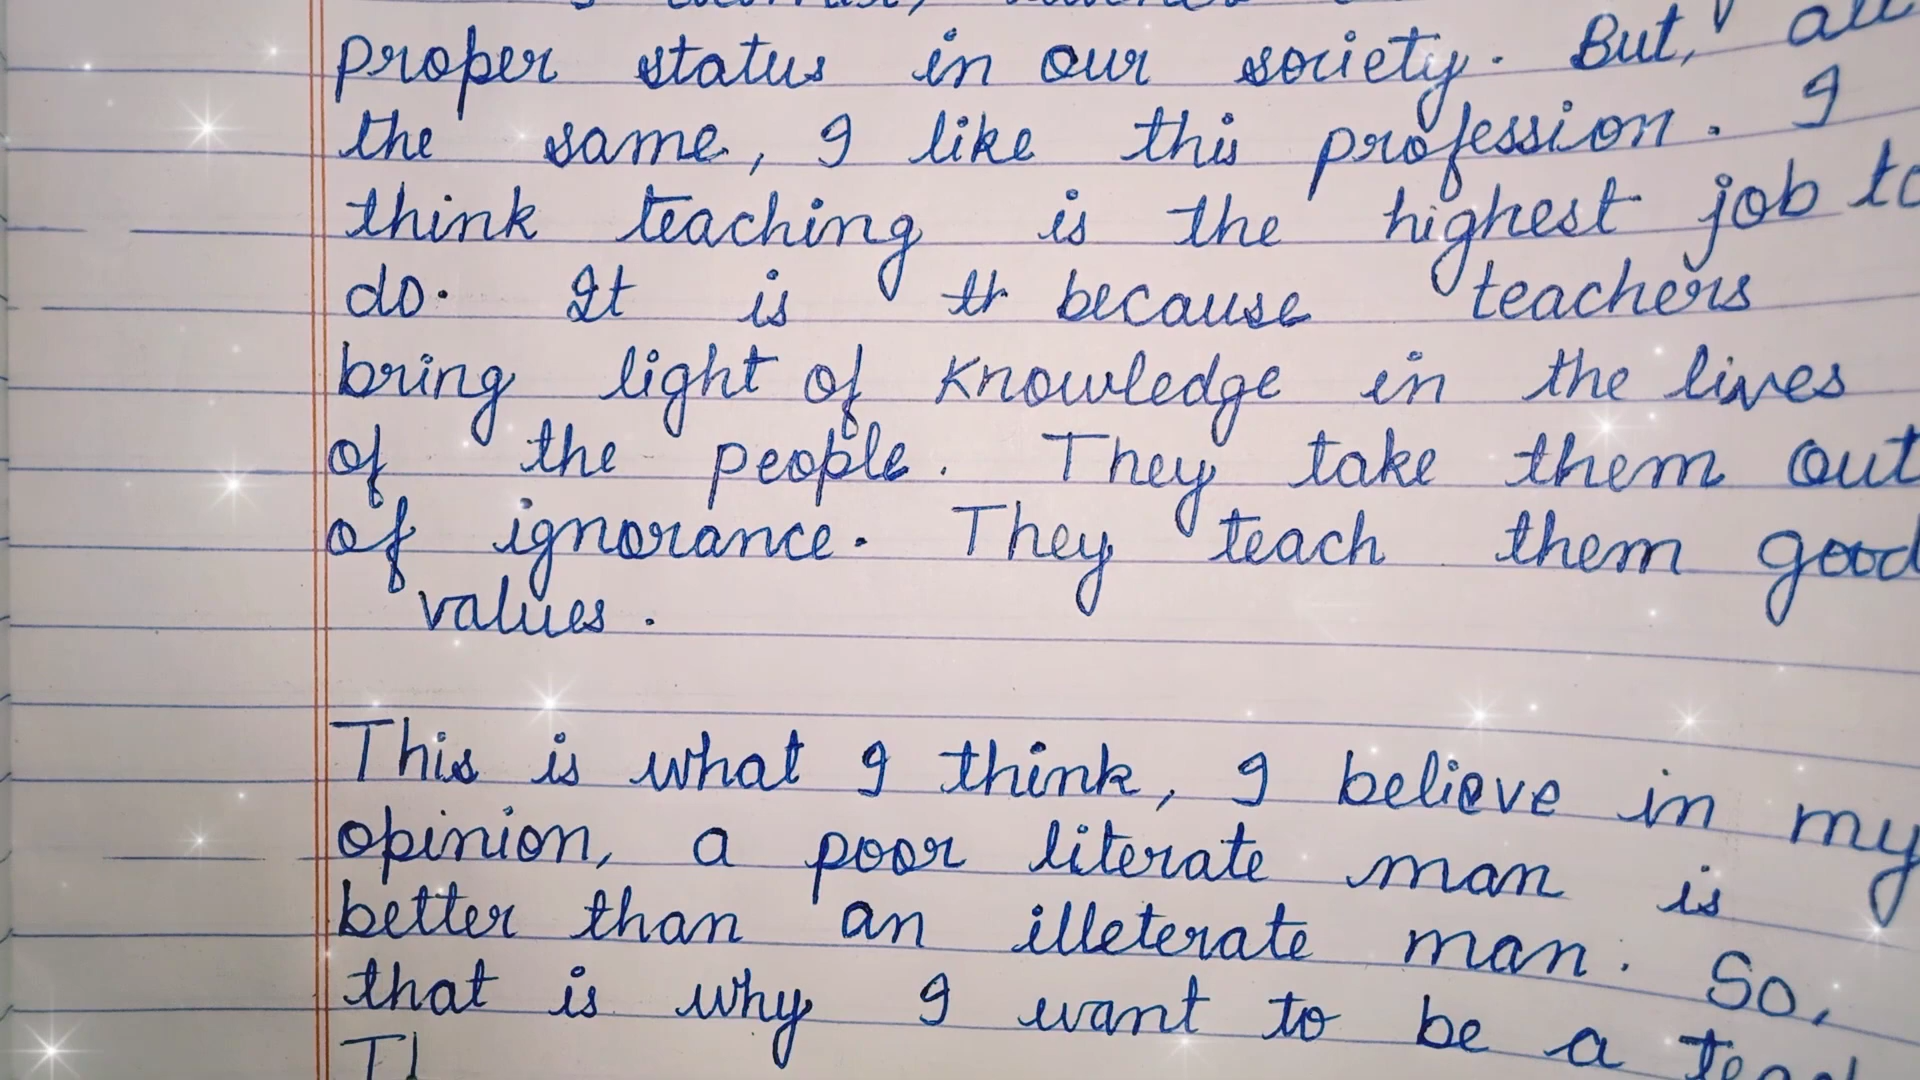 proper status in our society. But, all
the same, I like this profession. I
think teaching is the highest job to
do. It is th because teachers
bring light of Knowledge in the lives
of the people. They take them out
of ignorance. They teach them good
values.
This is what I think, I believe in my
opinion, a poor literate man is
better than an illeterate man. So,
that is why I want to be a